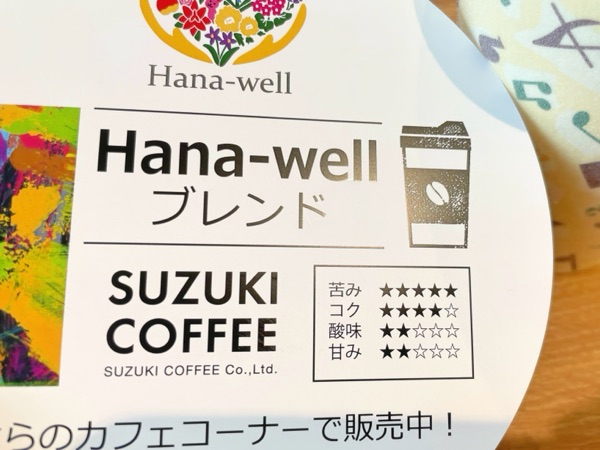 Hana-well
Hana-well
ブレンド
SUZUKI
COFFEE
SUZUKI COFFEE Co.,Ltd.
苦み ★★★★★
コク ★★★★☆
酸味 ★★☆☆☆
甘み ★★☆☆☆
らのカフェコーナーで販売中！